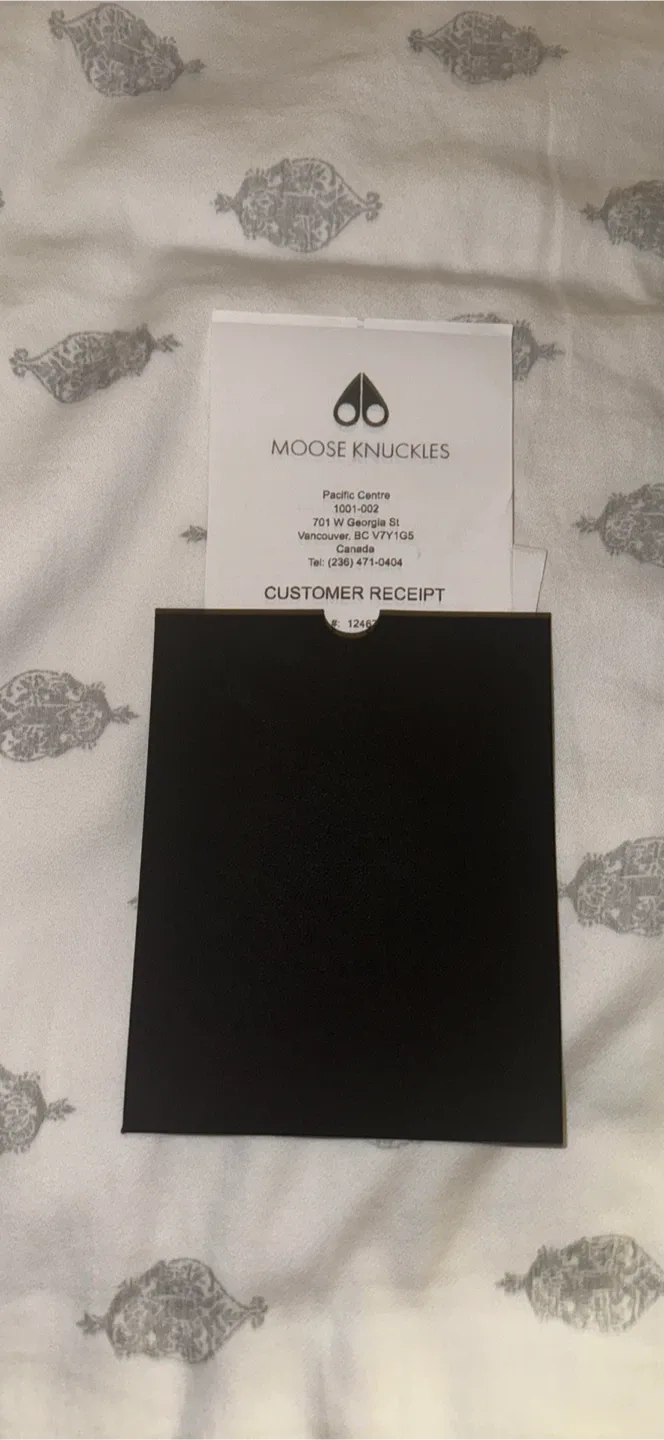 MOOSE KNUCKLES
Pacific Centre
1001-002
701 W Georgia St
Vancouver, BC V7Y1G5
Canada
Tel: (236) 471-0404
CUSTOMER RECEIPT
#: 1246